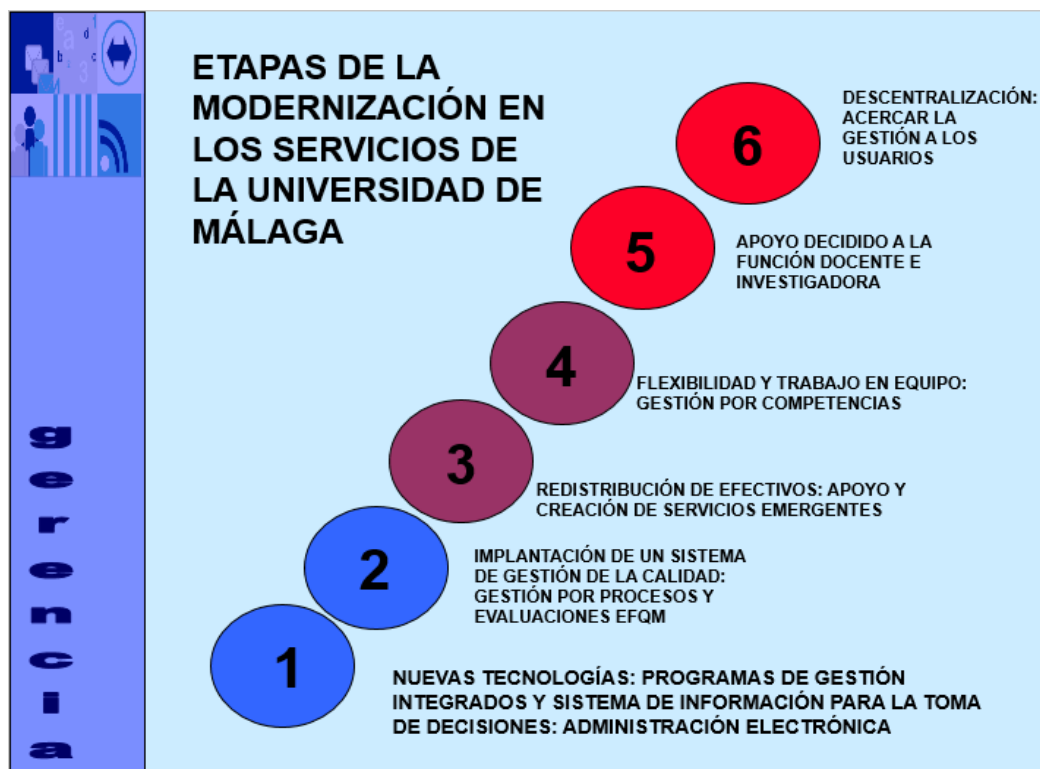 ETAPAS DE LA
MODERNIZACIÓN EN
LOS SERVICIOS DE
LA UNIVERSIDAD DE
MÁLAGA
6
DESCENTRALIZACIÓN:
ACERCAR LA
GESTIÓN A LOS
USUARIOS
5
APOYO DECIDIDO A LA
FUNCIÓN DOCENTE E
INVESTIGADORA
4
FLEXIBILIDAD Y TRABAJO EN EQUIPO:
GESTIÓN POR COMPETENCIAS
3
REDISTRIBUCIÓN DE EFECTIVOS: APOYO Y
CREACIÓN DE SERVICIOS EMERGENTES
2
IMPLANTACIÓN DE UN SISTEMA
DE GESTIÓN DE LA CALIDAD:
GESTIÓN POR PROCESOS Y
EVALUACIONES EFQM
1
NUEVAS TECNOLOGÍAS: PROGRAMAS DE GESTIÓN
INTEGRADOS Y SISTEMA DE INFORMACIÓN PARA LA TOMA
DE DECISIONES: ADMINISTRACIÓN ELECTRÓNICA
gerencia